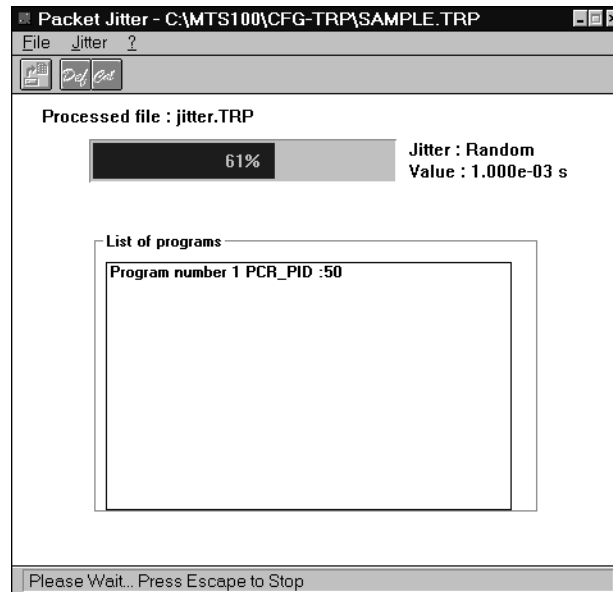 Packet Jitter - C:\MTS100\CFG-TRP\SAMPLE.TRP
File Jitter ?
Def Cnt
Processed file : jitter.TRP
61%
Jitter : Random
Value : 1.000e-03 s
List of programs
Program number 1 PCR_PID :50
Please Wait... Press Escape to Stop